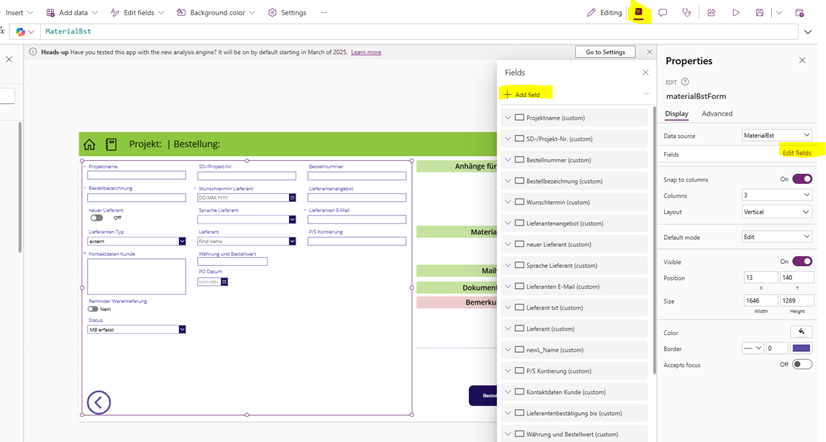 Insert
Add data
Edit fields
Background color
Settings
...
Editing
fx
MaterialBst
Heads-up Have you tested this app with the new analysis engine? It will be on by default starting in March of 2025. Learn more
Go to Settings
Projekt: | Bestellung:
* Projektname
SD-/Projekt-Nr.
Bestellnummer
* Bestellbezeichnung
* Wunschtermin Lieferant
DD.MM.YYYY
Lieferantenangebot
neuer Lieferant
Off
Sprache Lieferant
* Lieferanten E-Mail
Lieferanten Typ
extern
Lieferant
Find items
P/S Kontierung
* Kontaktdaten Kunde
Währung und Bestellwert
PO Datum
Reminder Warenlieferung
Nein
Status
MB erfasst
Anhänge für
Materia
Mail
Dokument
Bemerku
Beste
Fields
+ Add field
...
Projektname (custom)
SD-/Projekt-Nr. (custom)
Bestellnummer (custom)
Bestellbezeichnung (custom)
Wunschtermin (custom)
Lieferantenangebot (custom)
neuer Lieferant (custom)
Sprache Lieferant (custom)
Lieferanten E-Mail (custom)
Lieferant txt (custom)
Lieferant (custom)
newL_Name (custom)
P/S Kontierung (custom)
Kontaktdaten Kunde (custom)
Lieferantenbestätigung bis (custom)
Währung und Bestellwert (custom)
Properties
EDIT
materialBstForm
Display
Advanced
Data source
MaterialBst
Fields
Edit fields
Snap to columns
On
Columns
3
Layout
Vertical
Default mode
Edit
Visible
On
Position
13
140
X
Y
Size
1646
1269
Width
Height
Color
Border
0
Accepts focus
Off